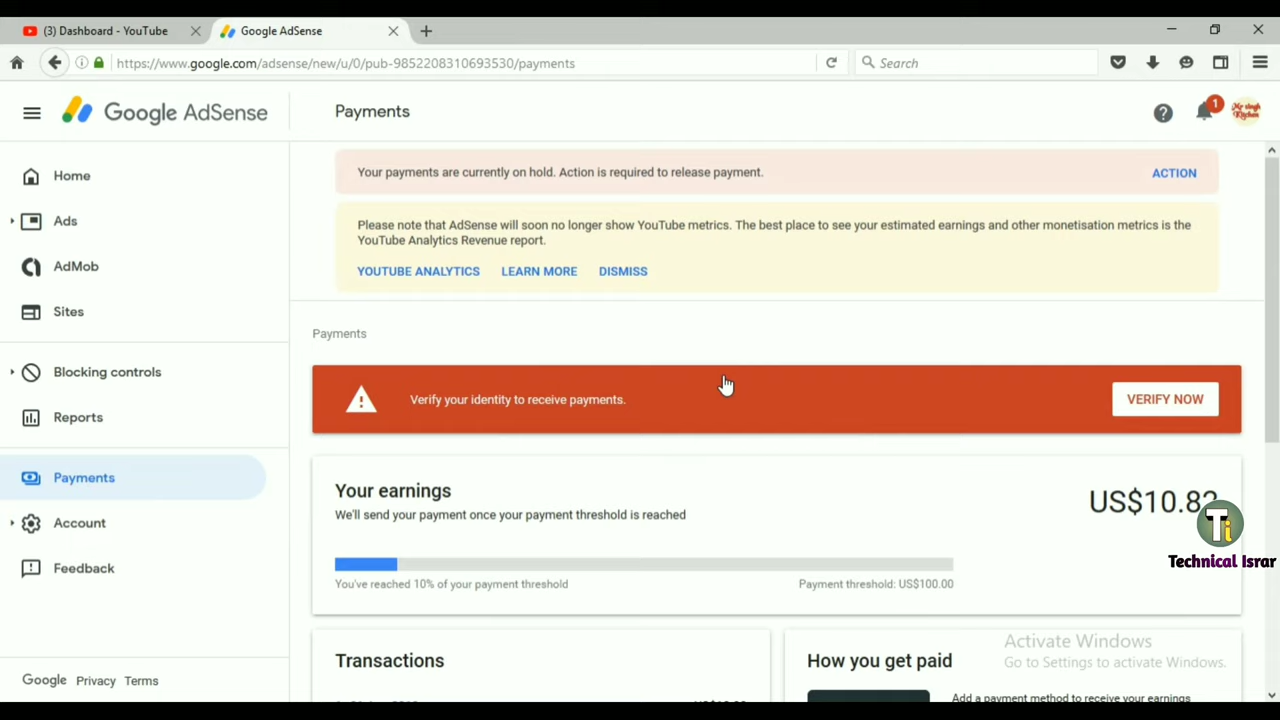 (3) Dashboard - YouTube
Google AdSense
https://www.google.com/adsense/new/u/0/pub-9852208310693530/payments
Search
Google AdSense
Payments
1
Mr singh
Kitchen
Home
Ads
AdMob
Sites
Blocking controls
Reports
Payments
Account
Feedback
Google Privacy Terms
Your payments are currently on hold. Action is required to release payment.
ACTION
Please note that AdSense will soon no longer show YouTube metrics. The best place to see your estimated earnings and other monetisation metrics is the
YouTube Analytics Revenue report.
YOUTUBE ANALYTICS LEARN MORE DISMISS
Payments
Verify your identity to receive payments.
VERIFY NOW
Your earnings
We'll send your payment once your payment threshold is reached
US$10.82
You've reached 10% of your payment threshold
Payment threshold: US$100.00
Ti
Technical Israr
Transactions
How you get paid
Add a payment method to receive your earnings
Activate Windows
Go to Settings to activate Windows.